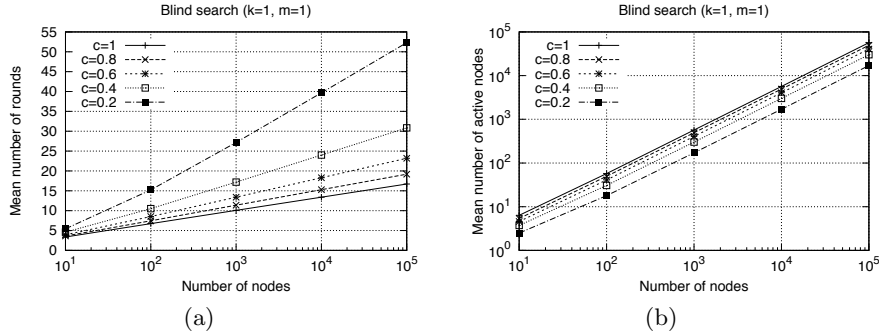 Blind search (k=1, m=1)
Mean number of rounds
55
50
45
40
35
30
25
20
15
10
5
0
c=1
c=0.8
c=0.6
c=0.4
c=0.2
10^1
10^2
10^3
10^4
10^5
Number of nodes
(a)
Blind search (k=1, m=1)
Mean number of active nodes
10^5
10^4
10^3
10^2
10^1
10^0
c=1
c=0.8
c=0.6
c=0.4
c=0.2
10^1
10^2
10^3
10^4
10^5
Number of nodes
(b)